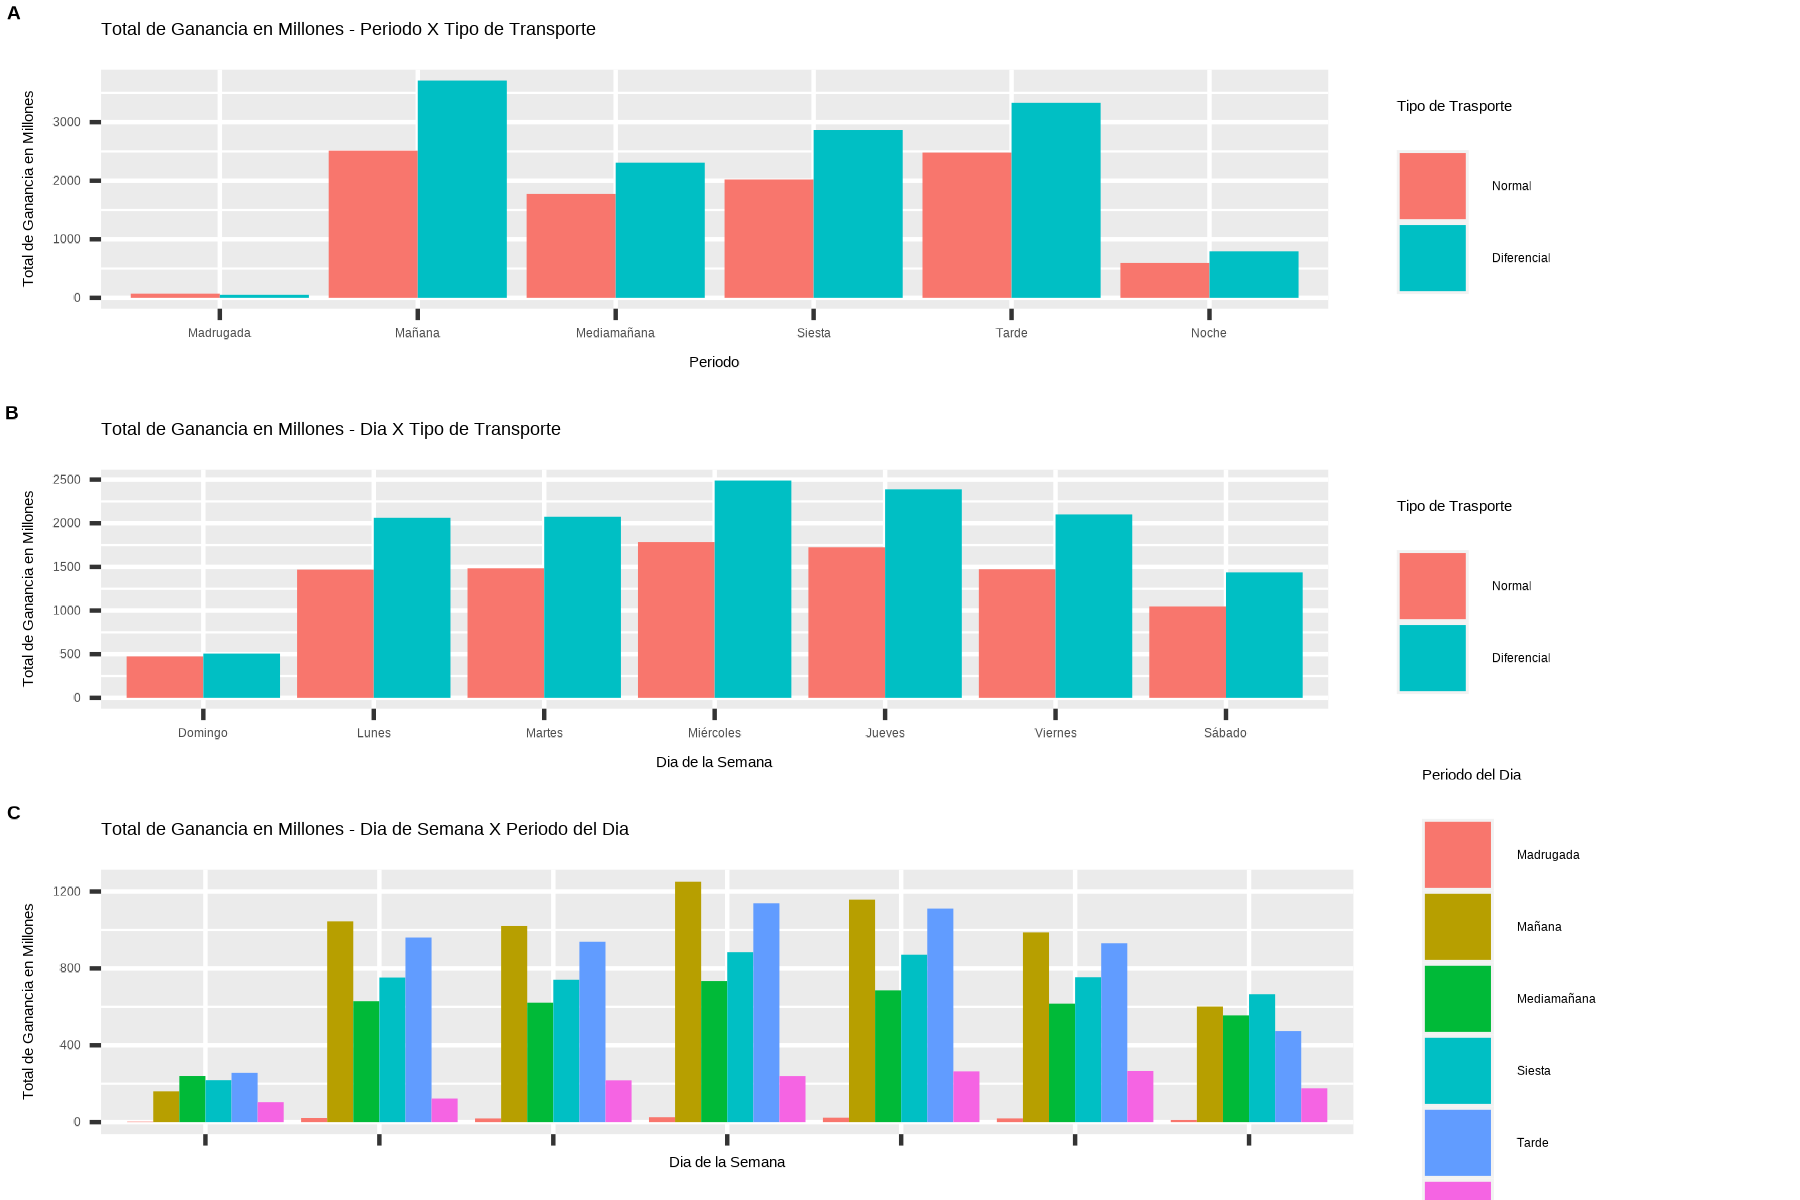 A
Total de Ganancia en Millones - Periodo X Tipo de Transporte
Total de Ganancia en Millones
3000
2000
1000
0
Madrugada Mañana Mediamañana Siesta Tarde Noche
Periodo
Tipo de Trasporte
Normal
Diferencial
B
Total de Ganancia en Millones - Dia X Tipo de Transporte
Total de Ganancia en Millones
2500
2000
1500
1000
500
0
Domingo Lunes Martes Miércoles Jueves Viernes Sábado
Dia de la Semana
Tipo de Trasporte
Normal
Diferencial
C
Total de Ganancia en Millones - Dia de Semana X Periodo del Dia
Total de Ganancia en Millones
1200
800
400
0
Dia de la Semana
Periodo del Dia
Madrugada
Mañana
Mediamañana
Siesta
Tarde